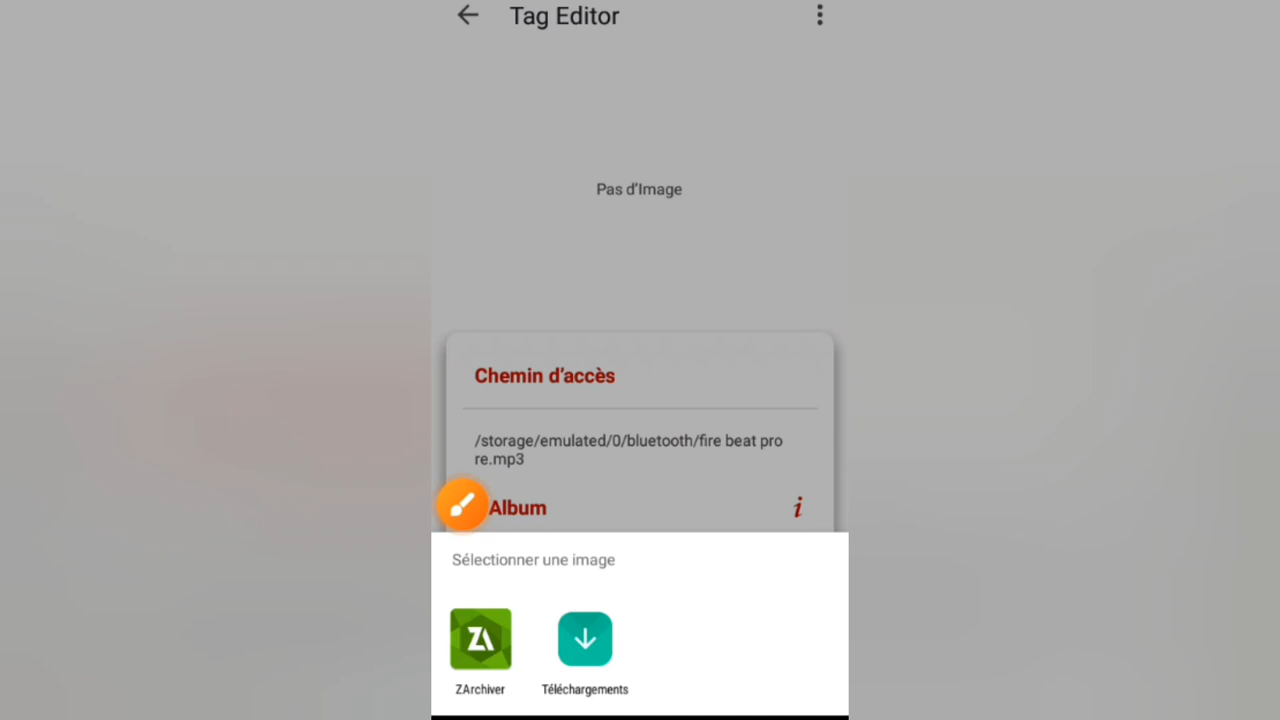 Tag Editor
Pas d'Image
Chemin d'accès
/storage/emulated/0/bluetooth/fire beat pro
re.mp3
Album
i
Sélectionner une image
ZA
ZArchiver
Téléchargements